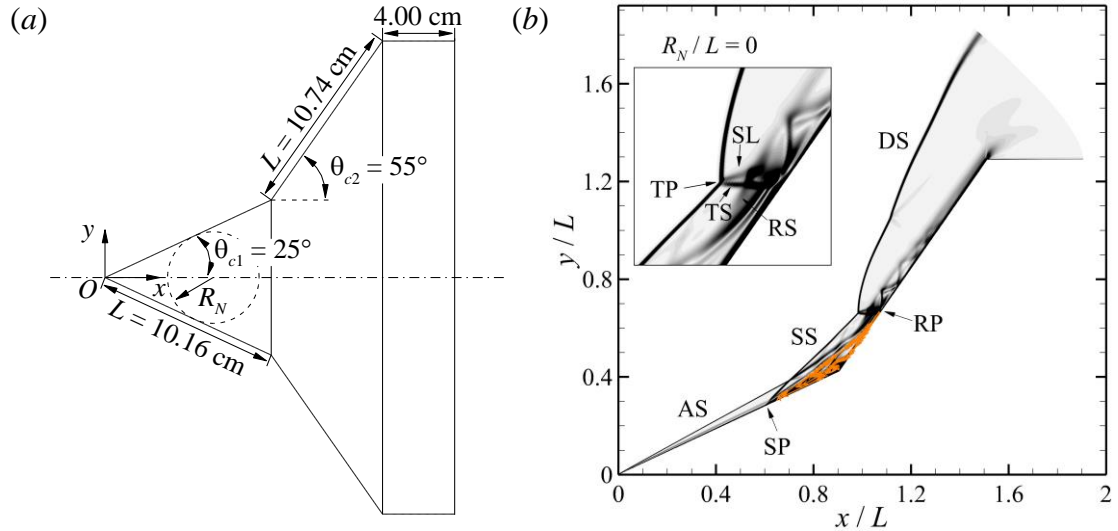 (a)
4.00 cm
L = 10.74 cm
θc2 = 55°
y
θc1 = 25°
O
x
R_N
L = 10.16 cm
(b)
R_N / L = 0
SL
TP
TS
RS
DS
SS
RP
AS
SP
y / L
1.6
1.2
0.8
0.4
0
0 0.4 0.8 1.2 1.6 2
x / L